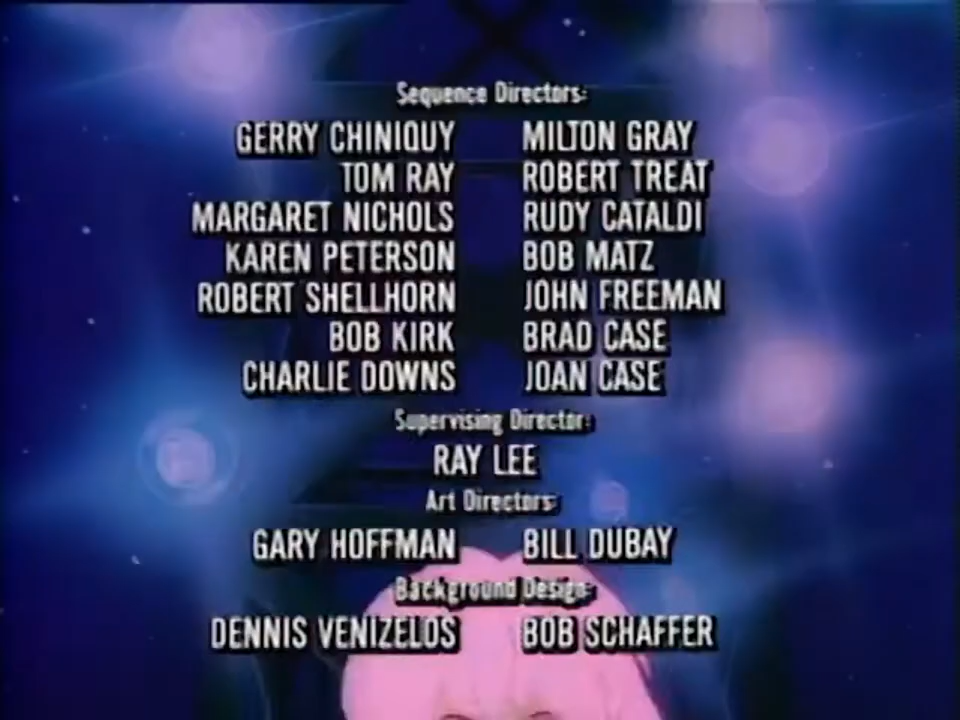 Sequence Directors:
GERRY CHINIQUY MILTON GRAY
TOM RAY ROBERT TREAT
MARGARET NICHOLS RUDY CATALDI
KAREN PETERSON BOB MATZ
ROBERT SHELLHORN JOHN FREEMAN
BOB KIRK BRAD CASE
CHARLIE DOWNS JOAN CASE
Supervising Director:
RAY LEE
Art Directors:
GARY HOFFMAN BILL DUBAY
Background Design:
DENNIS VENIZELOS BOB SCHAFFER